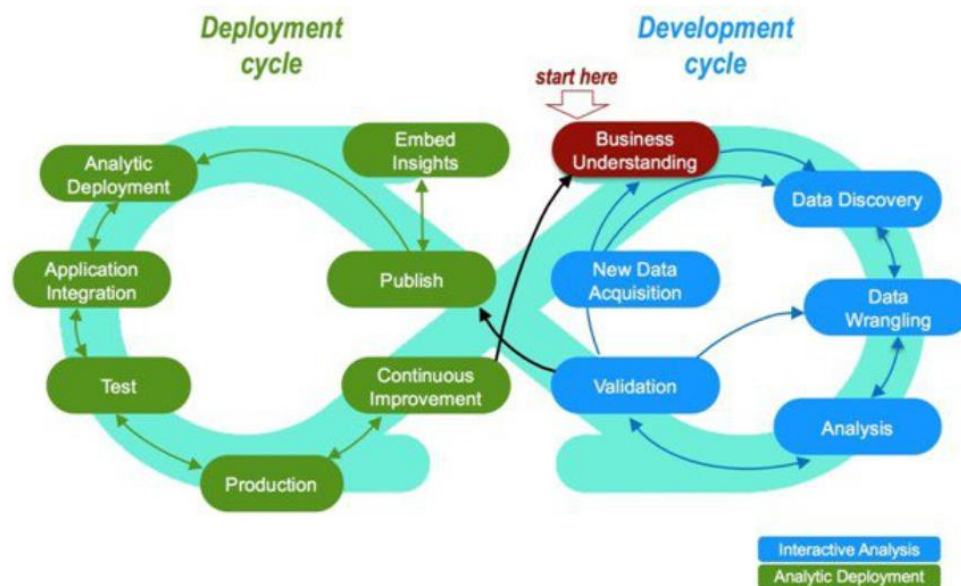 Deployment
cycle
Development
cycle
start here
Embed
Insights
Business
Understanding
Analytic
Deployment
Data Discovery
Application
Integration
Publish
New Data
Acquisition
Data
Wrangling
Test
Continuous
Improvement
Validation
Analysis
Production
Interactive Analysis
Analytic Deployment